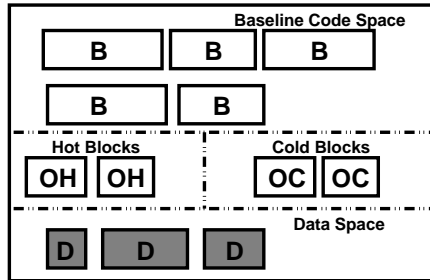 Baseline Code Space
B B B
B B
Hot Blocks Cold Blocks
OH OH OC OC
Data Space
D D D